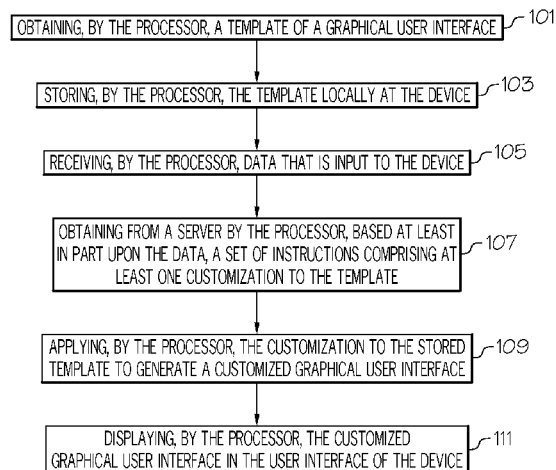 OBTAINING, BY THE PROCESSOR, A TEMPLATE OF A GRAPHICAL USER INTERFACE 101
STORING, BY THE PROCESSOR, THE TEMPLATE LOCALLY AT THE DEVICE 103
RECEIVING, BY THE PROCESSOR, DATA THAT IS INPUT TO THE DEVICE 105
OBTAINING FROM A SERVER BY THE PROCESSOR, BASED AT LEAST
IN PART UPON THE DATA, A SET OF INSTRUCTIONS COMPRISING AT
LEAST ONE CUSTOMIZATION TO THE TEMPLATE
107
APPLYING, BY THE PROCESSOR, THE CUSTOMIZATION TO THE STORED
TEMPLATE TO GENERATE A CUSTOMIZED GRAPHICAL USER INTERFACE
109
DISPLAYING, BY THE PROCESSOR, THE CUSTOMIZED
GRAPHICAL USER INTERFACE IN THE USER INTERFACE OF THE DEVICE
111